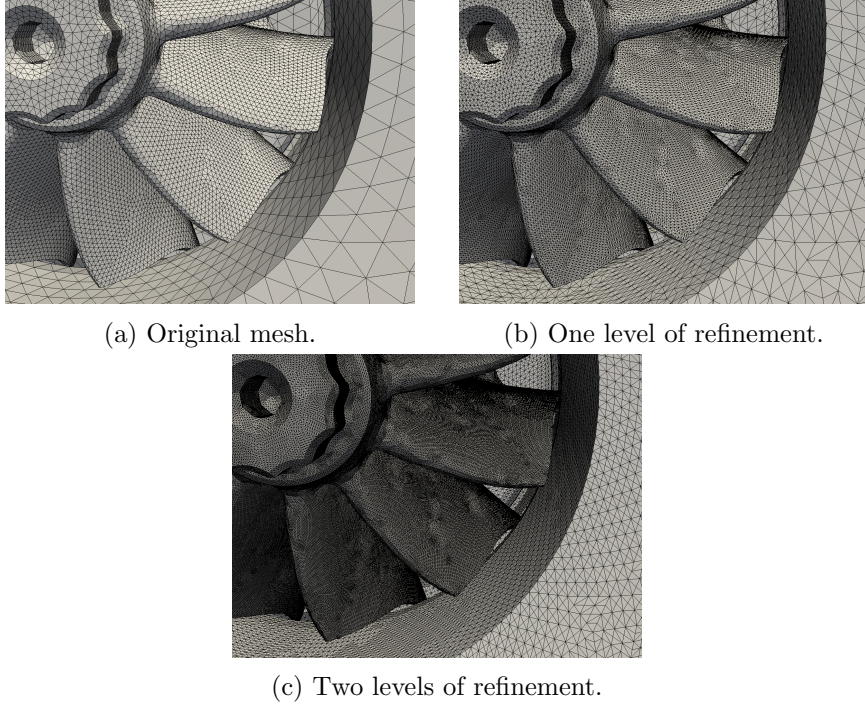 (a) Original mesh.
(b) One level of refinement.
(c) Two levels of refinement.